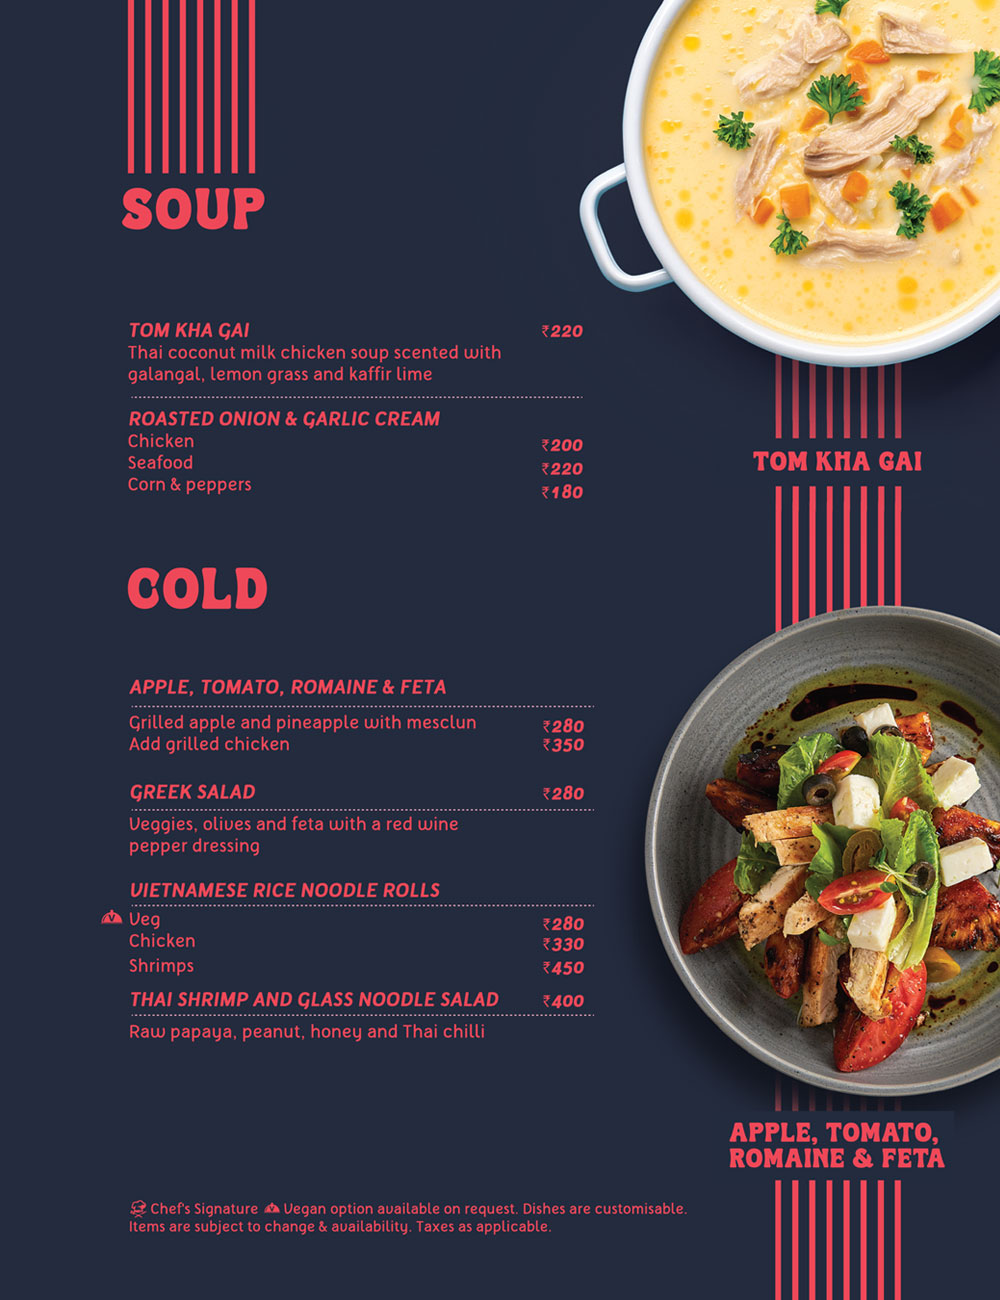 SOUP
TOM KHA GAI ₹220
Thai coconut milk chicken soup scented with
galangal, lemon grass and kaffir lime
ROASTED ONION & GARLIC CREAM
Chicken ₹200
Seafood ₹220
Corn & peppers ₹180
TOM KHA GAI
COLD
APPLE, TOMATO, ROMAINE & FETA
Grilled apple and pineapple with mesclun ₹280
Add grilled chicken ₹350
GREEK SALAD ₹280
Veggies, olives and feta with a red wine
pepper dressing
VIETNAMESE RICE NOODLE ROLLS
Veg ₹280
Chicken ₹330
Shrimps ₹450
THAI SHRIMP AND GLASS NOODLE SALAD ₹400
Raw papaya, peanut, honey and Thai chilli
APPLE, TOMATO,
ROMAINE & FETA
Chef's Signature Vegan option available on request. Dishes are customisable.
Items are subject to change & availability. Taxes as applicable.